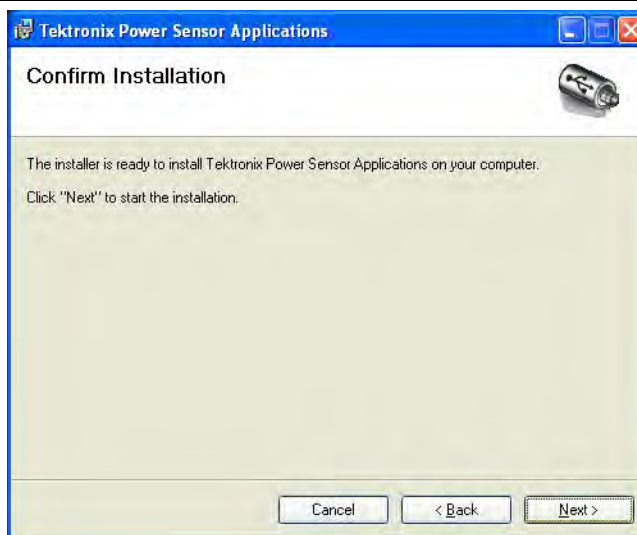 Tektronix Power Sensor Applications
Confirm Installation
The installer is ready to install Tektronix Power Sensor Applications on your computer.
Click "Next" to start the installation.
Cancel
< Back
Next >